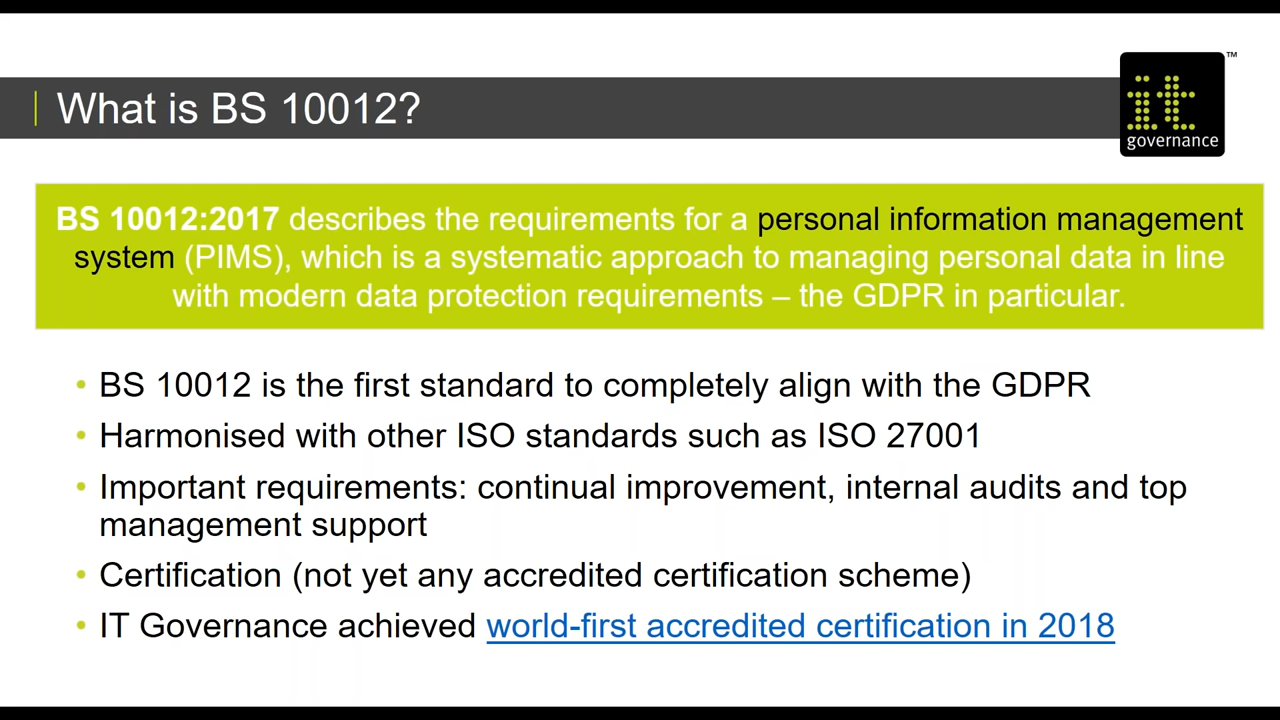 What is BS 10012?
it
governance
™
BS 10012:2017 describes the requirements for a personal information management
system (PIMS), which is a systematic approach to managing personal data in line
with modern data protection requirements – the GDPR in particular.
• BS 10012 is the first standard to completely align with the GDPR
• Harmonised with other ISO standards such as ISO 27001
• Important requirements: continual improvement, internal audits and top
management support
• Certification (not yet any accredited certification scheme)
• IT Governance achieved world-first accredited certification in 2018